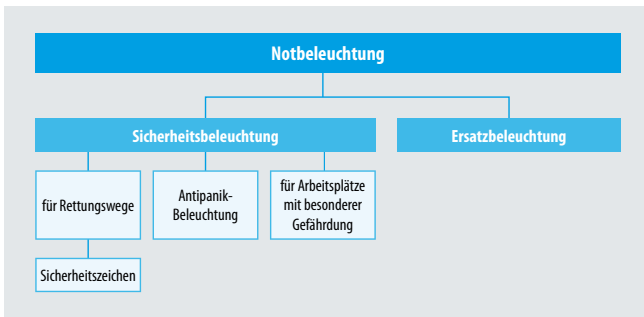 Notbeleuchtung
Sicherheitsbeleuchtung
Ersatzbeleuchtung
für Rettungswege
Antipanik-
Beleuchtung
für Arbeitsplätze
mit besonderer
Gefährdung
Sicherheitszeichen